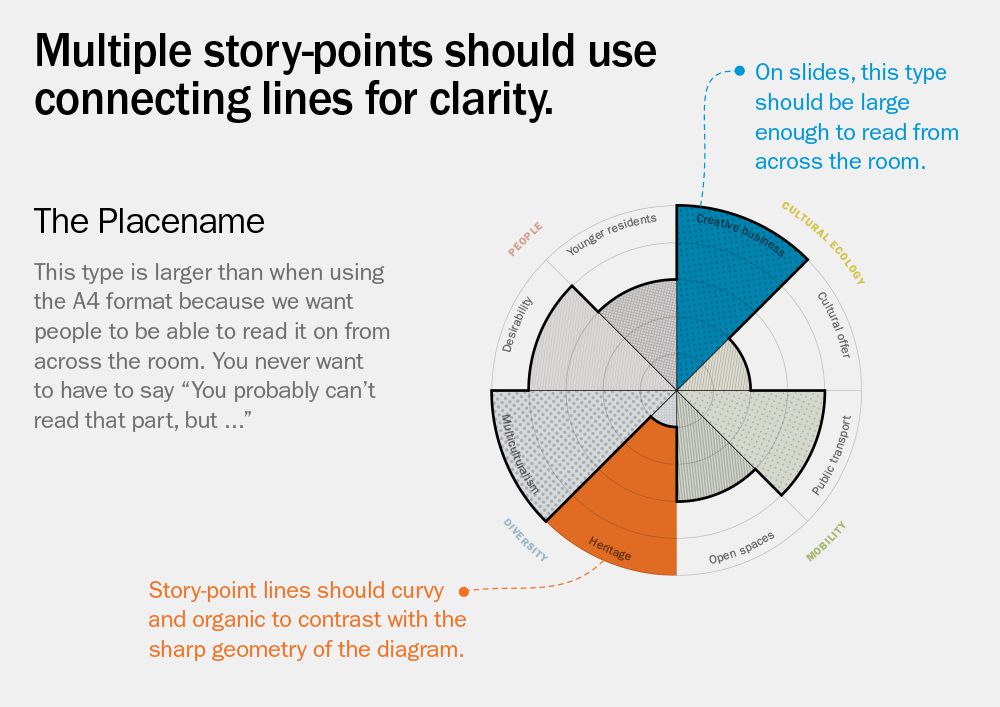 Multiple story-points should use
connecting lines for clarity.
On slides, this type
should be large
enough to read from
across the room.
The Placename
This type is larger than when using
the A4 format because we want
people to be able to read it on from
across the room. You never want
to have to say “You probably can’t
read that part, but …”
PEOPLE
Younger residents
Creative business
CULTURAL ECOLOGY
Desirability
Cultural offer
Multiculturalism
Public transport
DIVERSITY
Heritage
Open spaces
MOBILITY
Story-point lines should curvy
and organic to contrast with the
sharp geometry of the diagram.